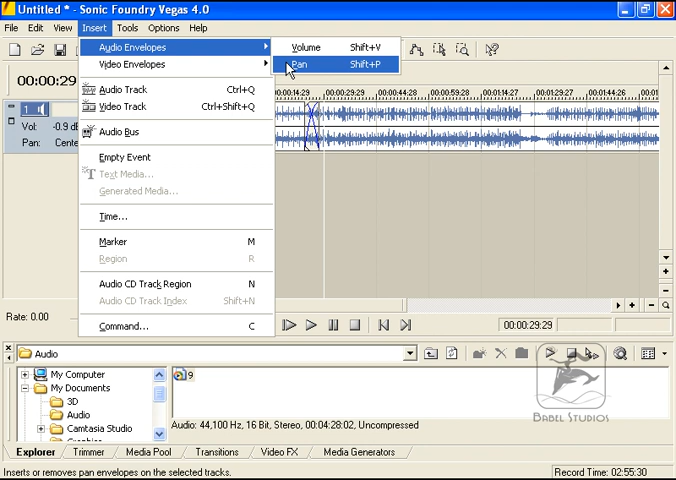 Untitled * - Sonic Foundry Vegas 4.0
File Edit View Insert Tools Options Help
Audio Envelopes
Volume Shift+V
Video Envelopes
Pan Shift+P
00:00:29
Audio Track Ctrl+Q
Video Track Ctrl+Shift+Q
Audio Bus
Empty Event
Text Media...
Generated Media...
Time...
Marker M
Region R
Audio CD Track Region N
Audio CD Track Index Shift+N
Command... C
00:00:14:29 00:00:29:29 00:00:44:28 00:00:59:28 00:01:14:29 00:01:29:29 00:01:44:27
1
Vol: -0.9 d
Pan: Cente
Rate: 0.00
00:00:29:29
Audio
My Computer
My Documents
3D
Audio
Camtasia Studio
9
Audio: 44,100 Hz, 16 Bit, Stereo, 00:04:28:02, Uncompressed
BABEL STUDIOS
Explorer Trimmer Media Pool Transitions Video FX Media Generators
Inserts or removes pan envelopes on the selected tracks.
Record Time: 02:55:30